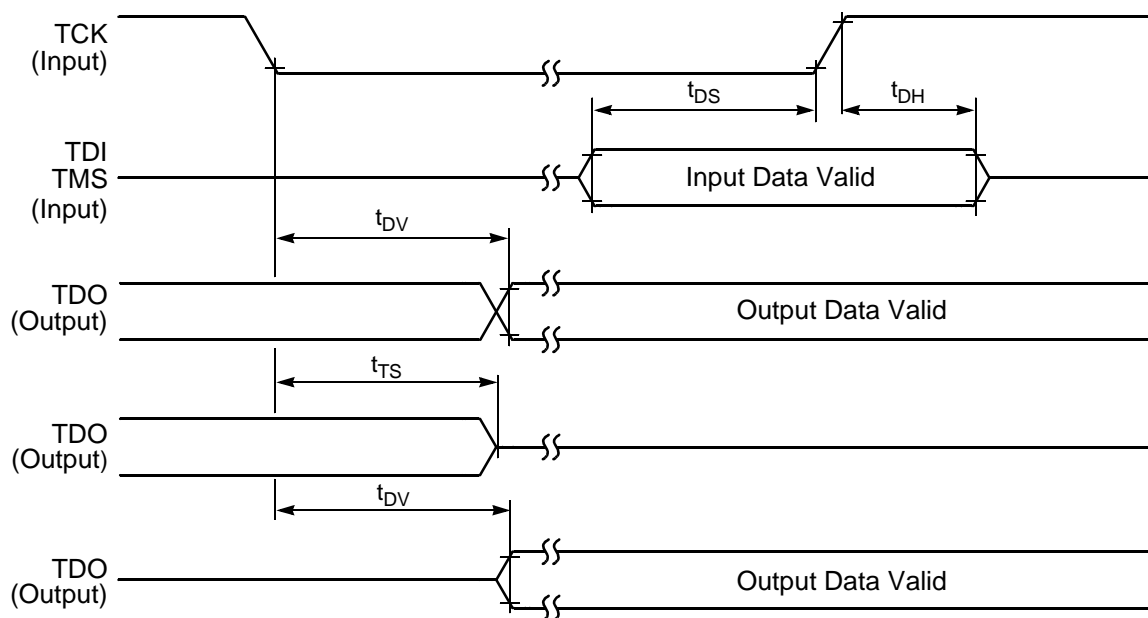 TCK
(Input)
tDS
tDH
TDI
TMS
(Input)
Input Data Valid
tDV
TDO
(Output)
Output Data Valid
tTS
TDO
(Output)
tDV
TDO
(Output)
Output Data Valid